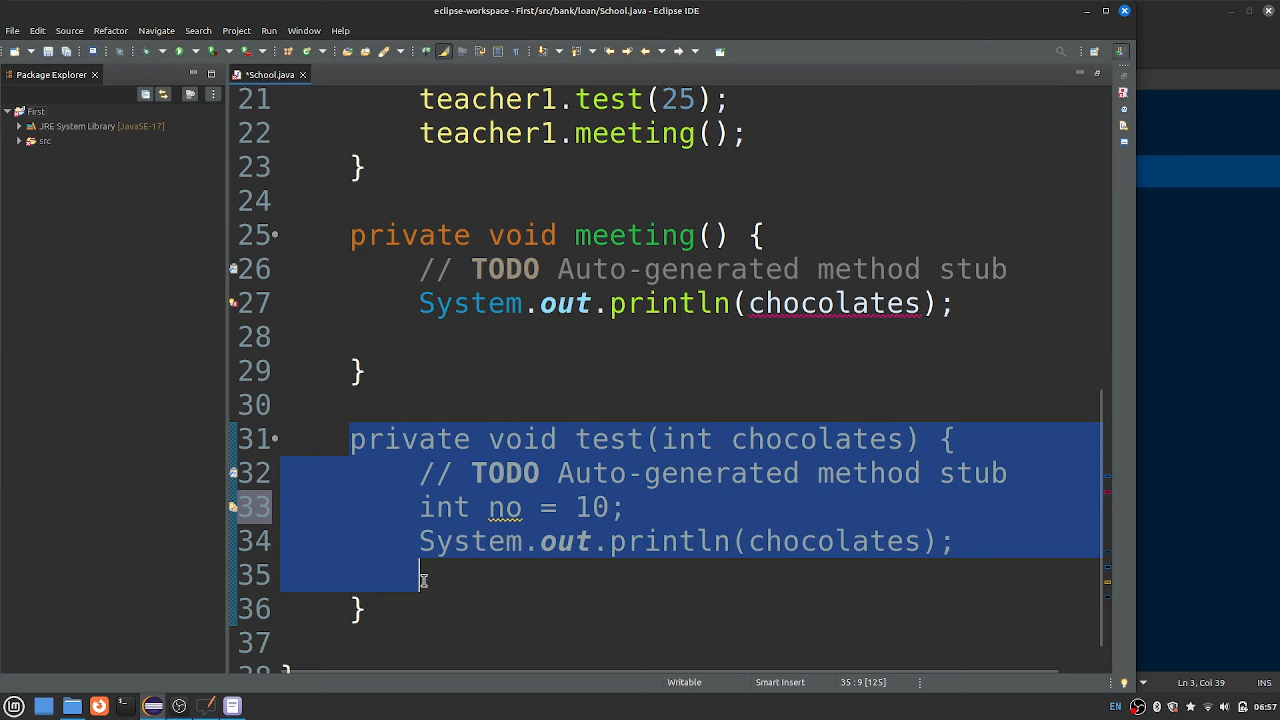 eclipse-workspace - First/src/bank/loan/School.java - Eclipse IDE
File Edit Source Refactor Navigate Search Project Run Window Help
Package Explorer
*School.java
First
JRE System Library [JavaSE-17]
src
21 teacher1.test(25);
22 teacher1.meeting();
23 }
24
25 private void meeting() {
26 // TODO Auto-generated method stub
27 System.out.println(chocolates);
28
29 }
30
31 private void test(int chocolates) {
32 // TODO Auto-generated method stub
33 int no = 10;
34 System.out.println(chocolates);
35
36 }
37
Writable Smart Insert 35 : 9 [125]
Ln 3, Col 39 INS
EN 06:57